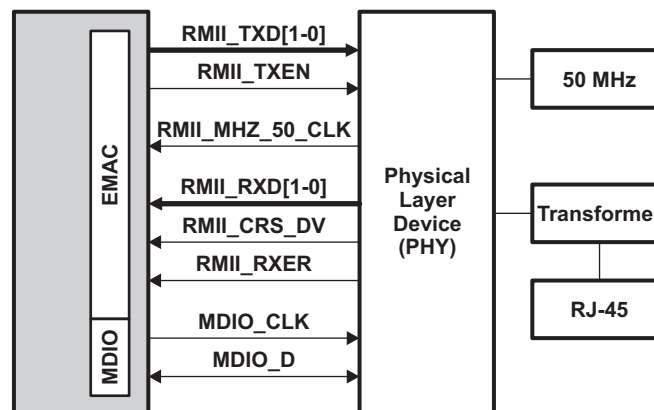 RMII_TXD[1-0]
RMII_TXEN
RMII_MHZ_50_CLK
RMII_RXD[1-0]
RMII_CRS_DV
RMII_RXER
MDIO_CLK
MDIO_D
EMAC
MDIO
Physical
Layer
Device
(PHY)
50 MHz
Transforme
RJ-45